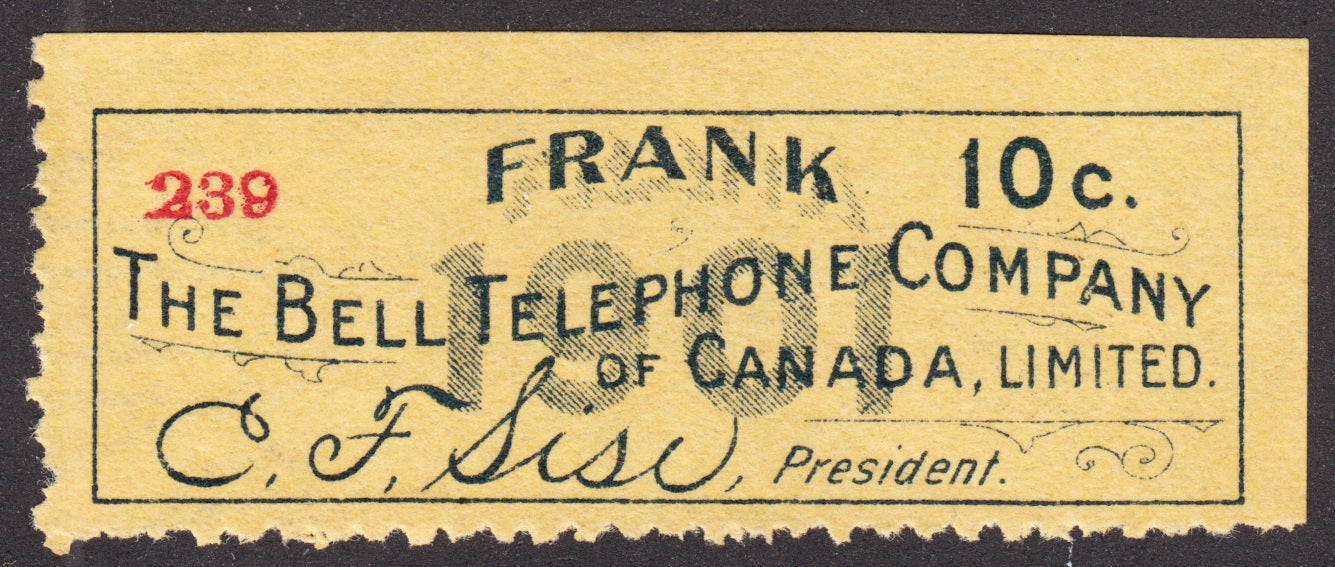 FRANK 10c.
239
1901
THE BELL TELEPHONE COMPANY
OF CANADA, LIMITED.
C. F. Sise, President.